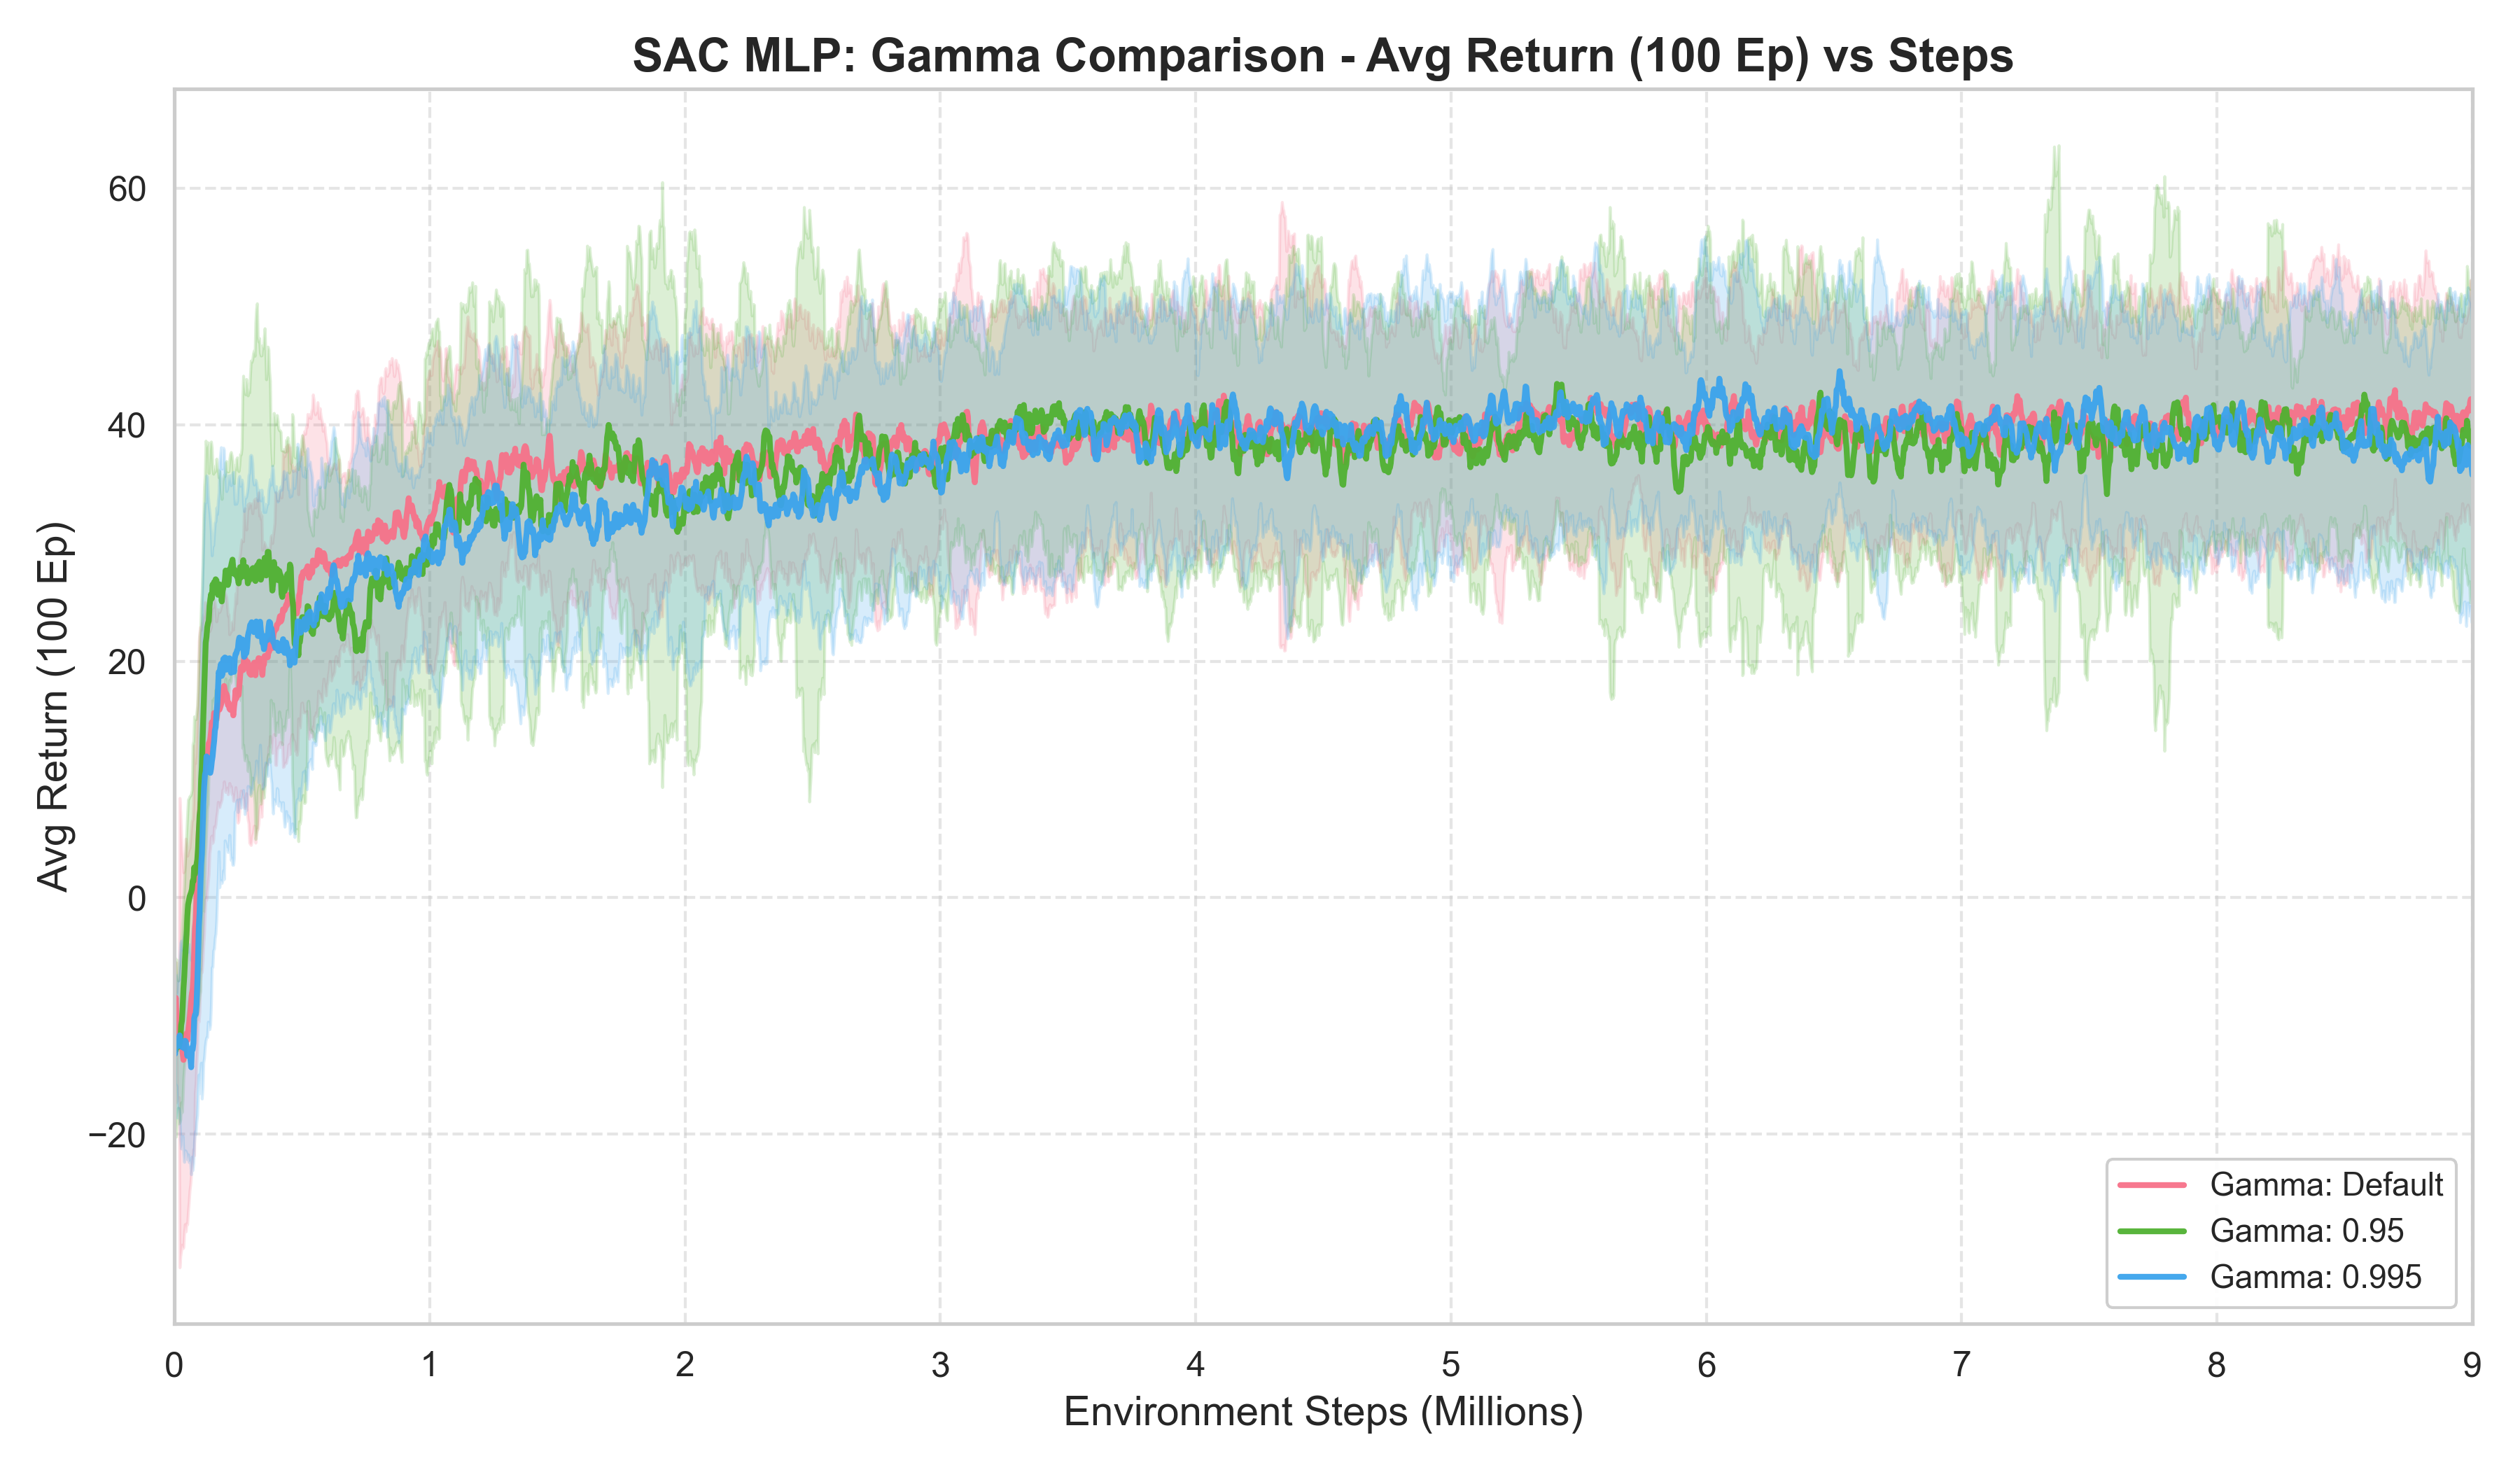 SAC MLP: Gamma Comparison - Avg Return (100 Ep) vs Steps
Avg Return (100 Ep)
60
40
20
0
−20
0 1 2 3 4 5 6 7 8 9
Environment Steps (Millions)
Gamma: Default
Gamma: 0.95
Gamma: 0.995